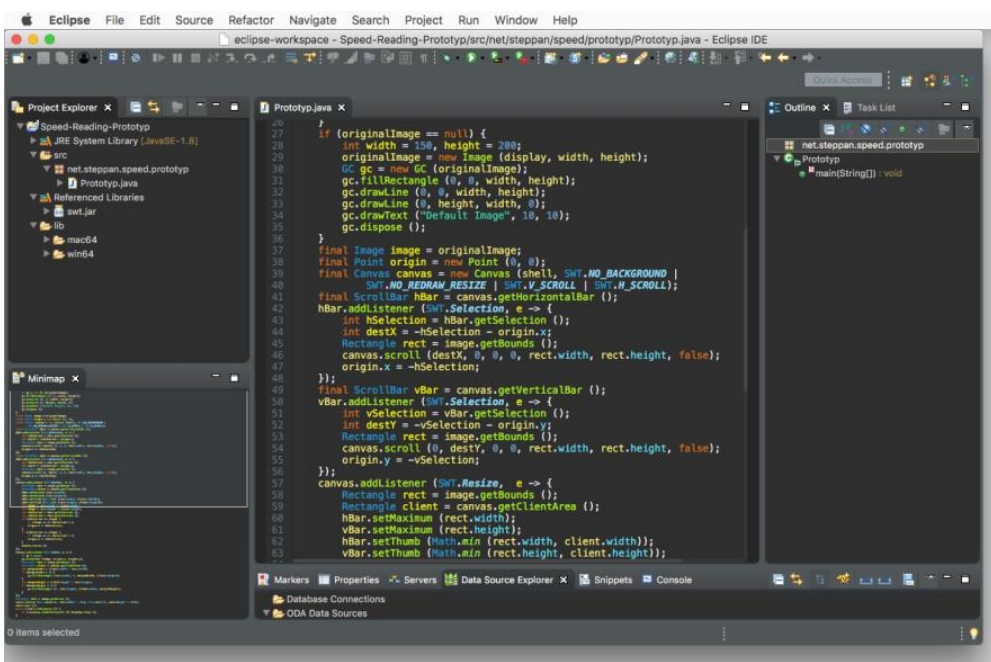 Eclipse File Edit Source Refactor Navigate Search Project Run Window Help
eclipse-workspace - Speed-Reading-Prototyp/src/net/steppan/speed/prototyp/Prototyp.java - Eclipse IDE
Quick Access
Project Explorer
Speed-Reading-Prototyp
JRE System Library [JavaSE-1.8]
src
net.steppan.speed.prototyp
Prototyp.java
Referenced Libraries
swt.jar
lib
mac64
win64
Minimap
Prototyp.java
26 }
27 if (originalImage == null) {
28 int width = 150, height = 200;
29 originalImage = new Image (display, width, height);
30 GC gc = new GC (originalImage);
31 gc.fillRectangle (0, 0, width, height);
32 gc.drawLine (0, 0, width, height);
33 gc.drawLine (0, height, width, 0);
34 gc.drawText ("Default Image", 10, 10);
35 gc.dispose ();
36 }
37 final Image image = originalImage;
38 final Point origin = new Point (0, 0);
39 final Canvas canvas = new Canvas (shell, SWT.NO_BACKGROUND |
40 SWT.NO_REDRAW_RESIZE | SWT.V_SCROLL | SWT.H_SCROLL);
41 final ScrollBar hBar = canvas.getHorizontalBar ();
42 hBar.addListener (SWT.Selection, e -> {
43 int hSelection = hBar.getSelection ();
44 int destX = -hSelection - origin.x;
45 Rectangle rect = image.getBounds ();
46 canvas.scroll (destX, 0, 0, 0, rect.width, rect.height, false);
47 origin.x = -hSelection;
48 });
49 final ScrollBar vBar = canvas.getVerticalBar ();
50 vBar.addListener (SWT.Selection, e -> {
51 int vSelection = vBar.getSelection ();
52 int destY = -vSelection - origin.y;
53 Rectangle rect = image.getBounds ();
54 canvas.scroll (0, destY, 0, 0, rect.width, rect.height, false);
55 origin.y = -vSelection;
56 });
57 canvas.addListener (SWT.Resize, e -> {
58 Rectangle rect = image.getBounds ();
59 Rectangle client = canvas.getClientArea ();
60 hBar.setMaximum (rect.width);
61 vBar.setMaximum (rect.height);
62 hBar.setThumb (Math.min (rect.width, client.width));
63 vBar.setThumb (Math.min (rect.height, client.height));
Outline Task List
net.steppan.speed.prototyp
Prototyp
main(String[]) : void
Markers Properties Servers Data Source Explorer Snippets Console
Database Connections
ODA Data Sources
0 items selected